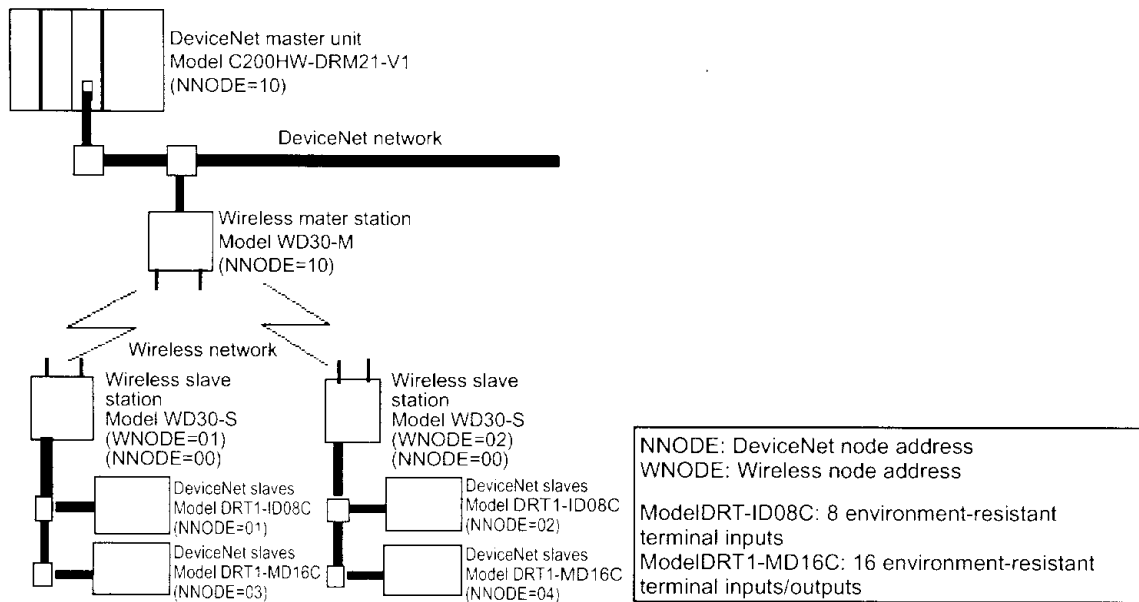 DeviceNet master unit
Model C200HW-DRM21-V1
(NNODE=10)
DeviceNet network
Wireless mater station
Model WD30-M
(NNODE=10)
Wireless network
Wireless slave
station
Model WD30-S
(WNODE=01)
(NNODE=00)
Wireless slave
station
Model WD30-S
(WNODE=02)
(NNODE=00)
DeviceNet slaves
Model DRT1-ID08C
(NNODE=01)
DeviceNet slaves
Model DRT1-MD16C
(NNODE=03)
DeviceNet slaves
Model DRT1-ID08C
(NNODE=02)
DeviceNet slaves
Model DRT1-MD16C
(NNODE=04)
NNODE: DeviceNet node address
WNODE: Wireless node address
ModelDRT-ID08C: 8 environment-resistant
terminal inputs
ModelDRT1-MD16C: 16 environment-resistant
terminal inputs/outputs